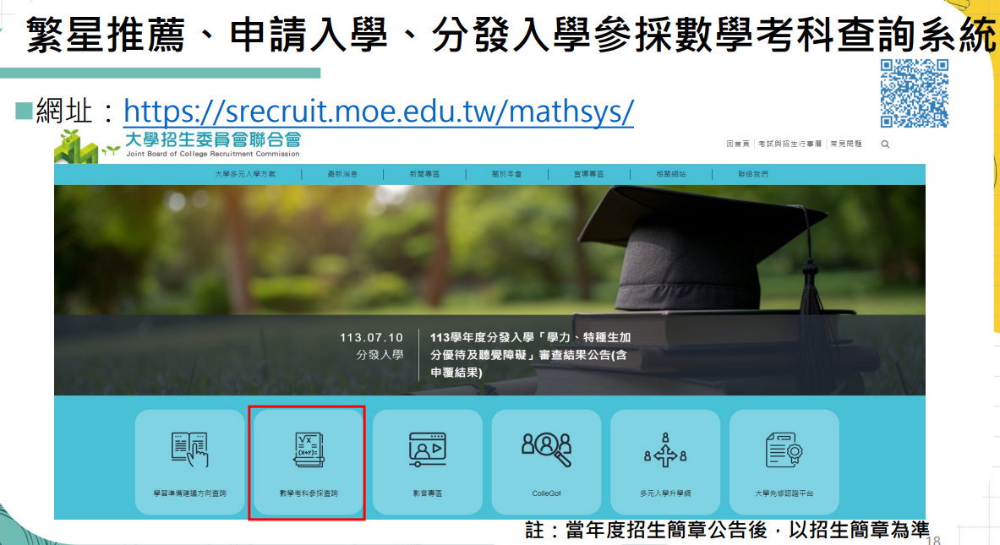 繁星推薦、申請入學、分發入學參採數學考科查詢系統
網址：https://srecruit.moe.edu.tw/mathsys/
大學招生委員會聯合會
Joint Board of College Recruitment Commission
回首頁 考試與招生行事曆 常見問題
大學多元入學方案 最新消息 新聞專區 關於本會 宣導專區 相關網站 聯絡我們
113.07.10
分發入學
113學年度分發入學「學力、特種生加
分優待及聽覺障礙」審查結果公告(含
申覆結果)
√x =
(x+y)=
學習準備建議方向查詢 數學考科參採查詢 影音專區 ColleGo! 多元入學升學網 大學先修認證平台
註：當年度招生簡章公告後，以招生簡章為準
18